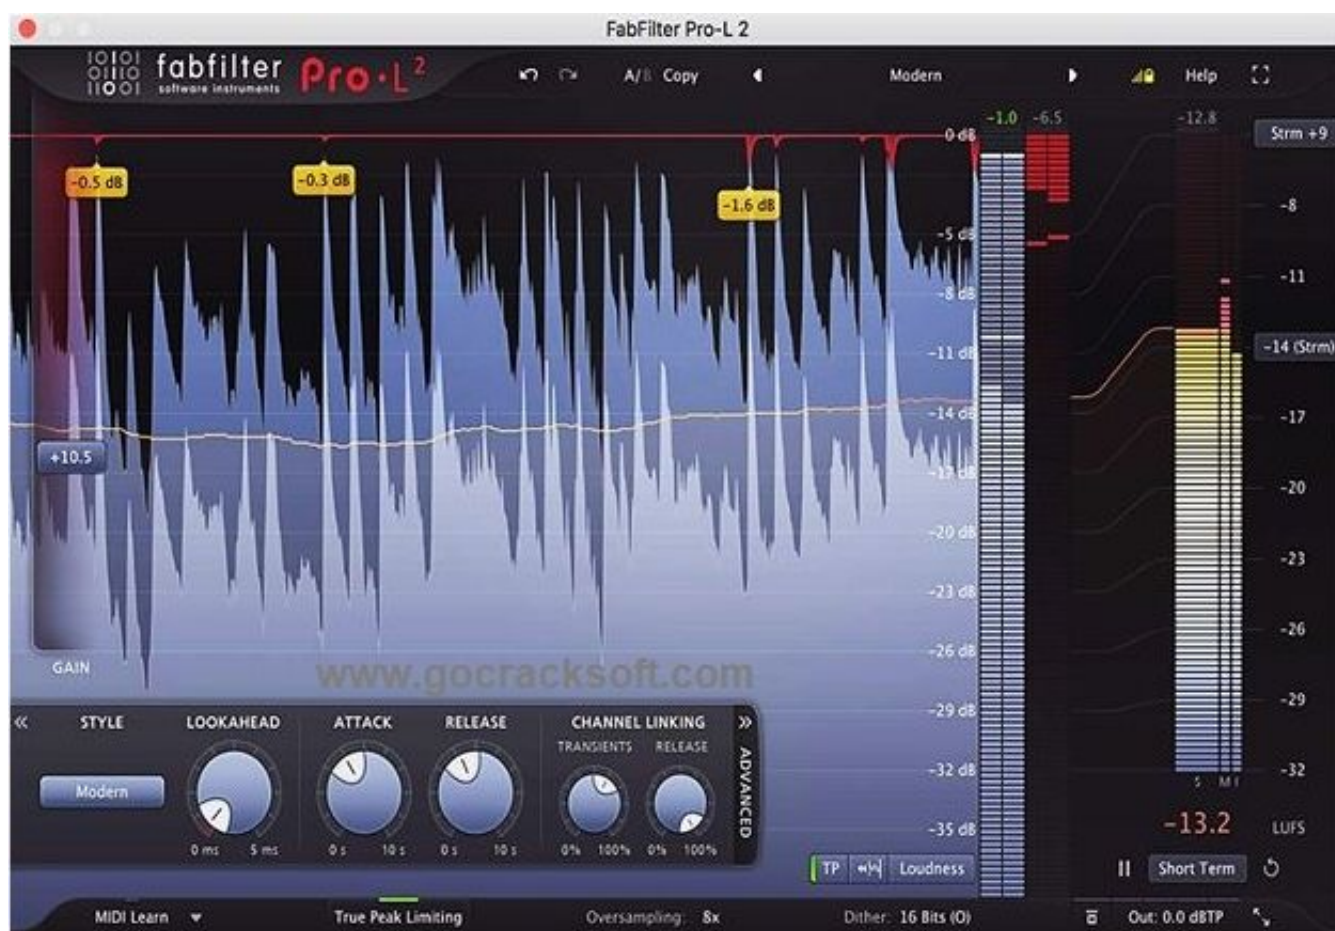 FabFilter Pro-L 2
fabfilter
software instruments
Pro·L 2
A/B Copy
Modern
Help
-1.0 -6.5
-12.8
0 dB
Strm +9
-0.5 dB
-0.3 dB
-1.6 dB
-8
-5 dB
-11
-8 dB
-11 dB
-14 (Strm)
-14 dB
-17
+10.5
-17 dB
-20
-20 dB
-23
-23 dB
-26
-26 dB
GAIN
www.gocracksoft.com
-29
-29 dB
STYLE
LOOKAHEAD
ATTACK
RELEASE
CHANNEL LINKING
TRANSIENTS RELEASE
ADVANCED
Modern
-32 dB
-32
S M I
0 ms 5 ms
0 s 10 s
0 s 10 s
0% 100%
0% 100%
-35 dB
-13.2 LUFS
TP
Loudness
Short Term
MIDI Learn
True Peak Limiting
Oversampling: 8x
Dither: 16 Bits (O)
Out: 0.0 dBTP